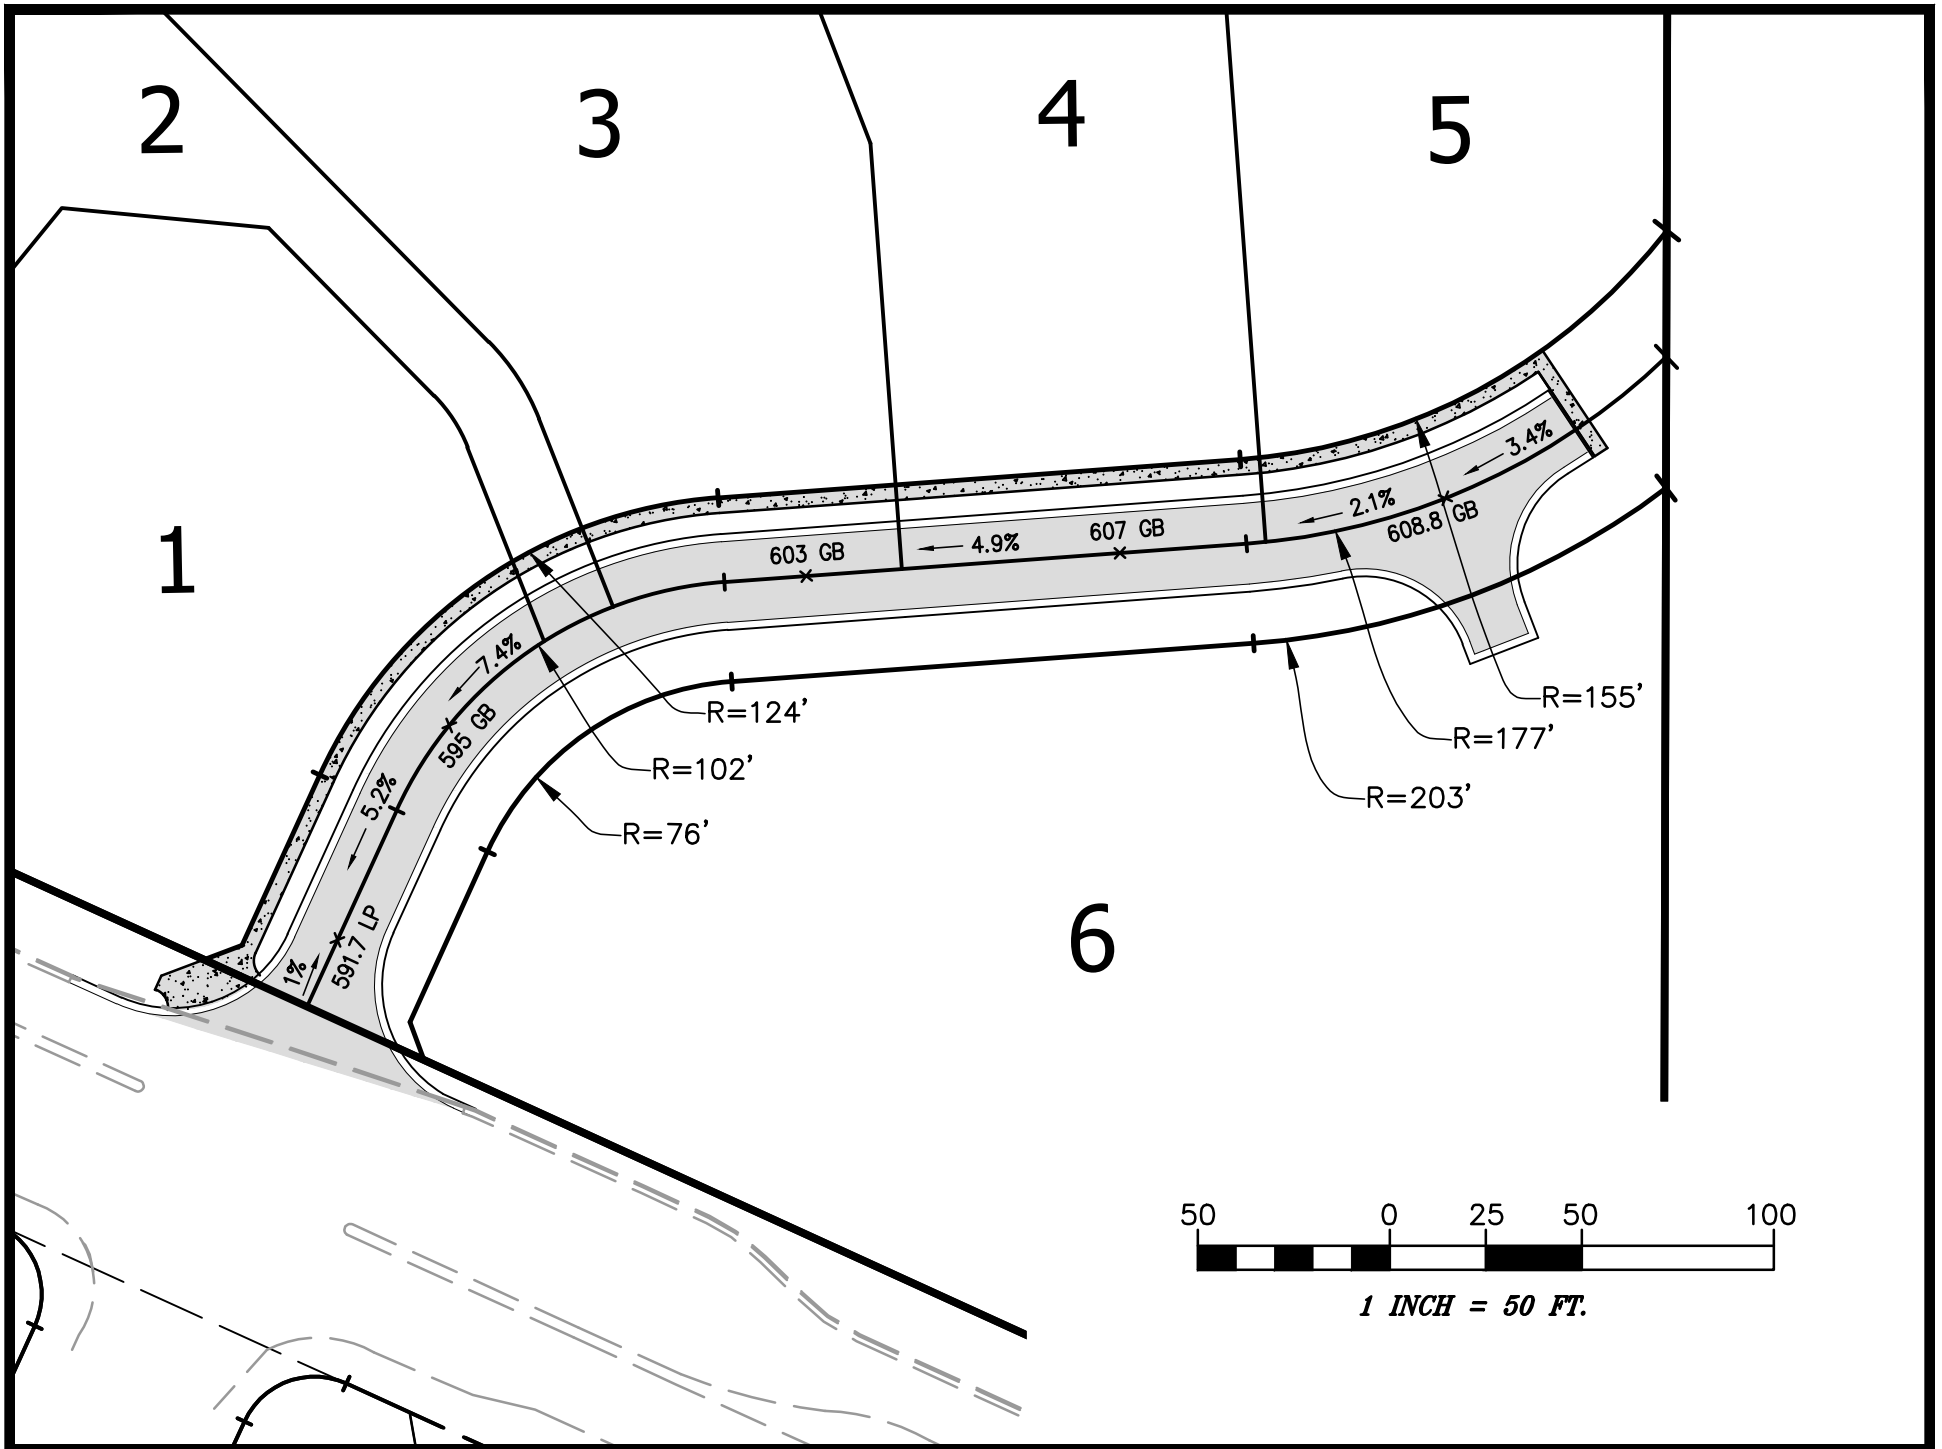 2
3
4
5
1
6
3.4%
2.1%
608.8 GB
607 GB
4.9%
603 GB
7.4%
595 GB
5.2%
591.7 LP
1%
R=155'
R=124'
R=177'
R=102'
R=203'
R=76'
50 0 25 50 100
1 INCH = 50 FT.